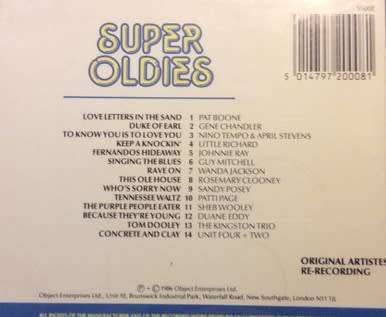 SUPER
OLDIES
5 014797 200081
LOVE LETTERS IN THE SAND 1 PAT BOONE
DUKE OF EARL 2 GENE CHANDLER
TO KNOW YOU IS TO LOVE YOU 3 NINO TEMPO & APRIL STEVENS
KEEP A KNOCKIN' 4 LITTLE RICHARD
FERNANDOS HIDEAWAY 5 JOHNNIE RAY
SINGING THE BLUES 6 GUY MITCHELL
RAVE ON 7 WANDA JACKSON
THIS OLE HOUSE 8 ROSEMARY CLOONEY
WHO'S SORRY NOW 9 SANDY POSEY
TENNESSEE WALTZ 10 PATTI PAGE
THE PURPLE PEOPLE EATER 11 SHEB WOOLEY
BECAUSE THEY'RE YOUNG 12 DUANE EDDY
TOM DOOLEY 13 THE KINGSTON TRIO
CONCRETE AND CLAY 14 UNIT FOUR + TWO
ORIGINAL ARTISTES
RE-RECORDING
℗ + © 1986 Object Enterprises Ltd.
Object Enterprises Ltd., Unit 10, Brunswick Industrial Park, Waterfall Road, New Southgate, London N11 1JL